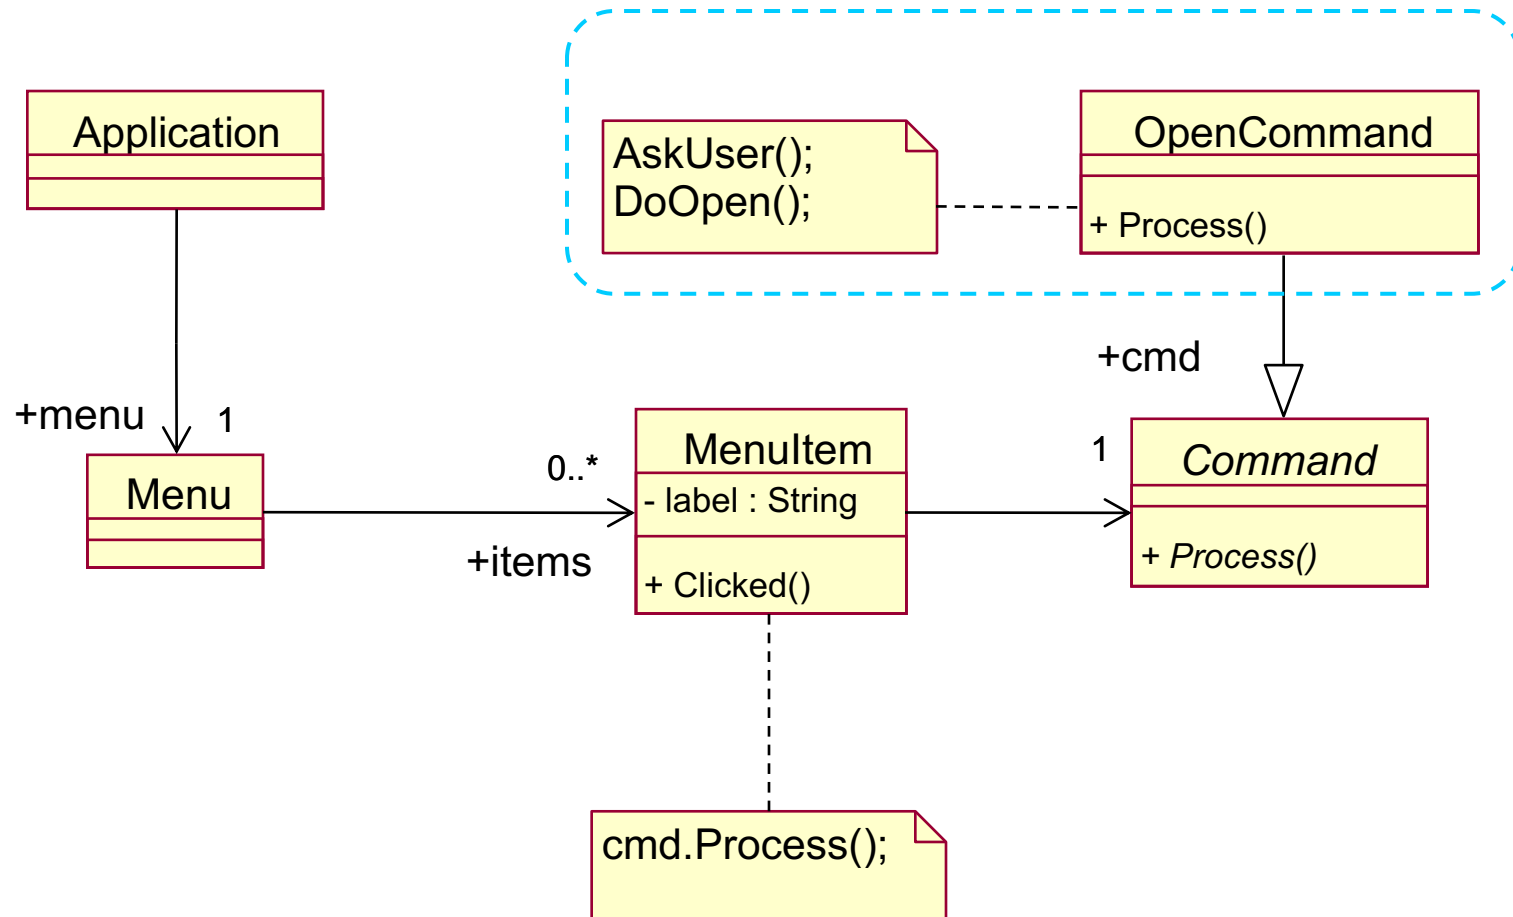 Application
AskUser();
DoOpen();
OpenCommand
+ Process()
+cmd
+menu
1
Menu
0..*
+items
MenuItem
- label : String
+ Clicked()
1
Command
+ Process()
cmd.Process();